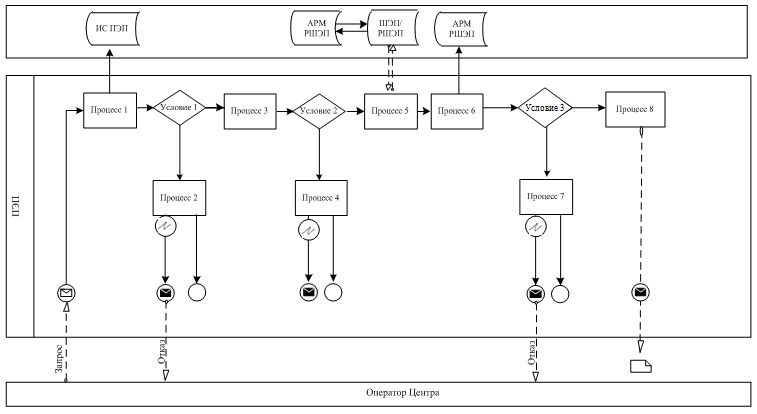 ИС ПЭП
АРМ
РШЭП
ШЭП/
РШЭП
АРМ
РШЭП
ПЭП
Процесс 1
Условие 1
Процесс 3
Условие 2
Процесс 5
Процесс 6
Условие 3
Процесс 8
Процесс 2
Процесс 4
Процесс 7
Запрос
Отказ
Отказ
Оператор Центра